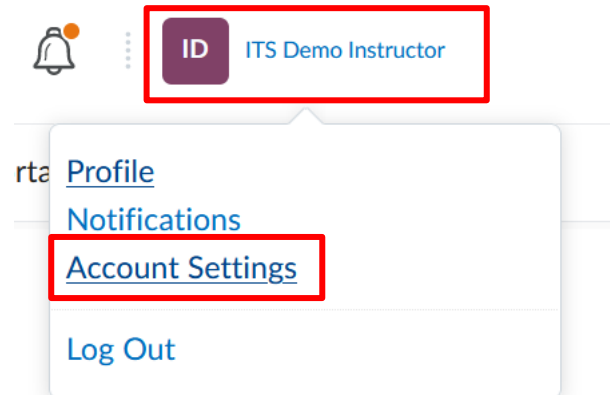 ID ITS Demo Instructor
rta
Profile
Notifications
Account Settings
Log Out